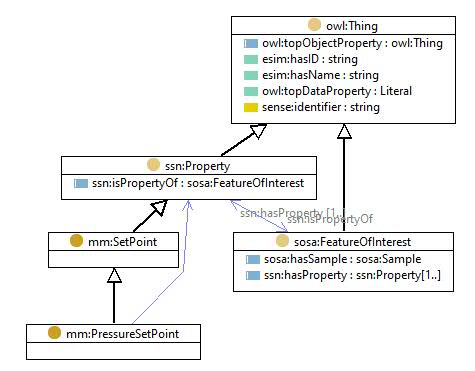 owl:Thing
owl:topObjectProperty : owl:Thing
esim:hasID : string
esim:hasName : string
owl:topDataProperty : Literal
sense:identifier : string
ssn:Property
ssn:isPropertyOf : sosa:FeatureOfInterest
ssn:hasProperty [1..]
ssn:isPropertyOf
mm:SetPoint
sosa:FeatureOfInterest
sosa:hasSample : sosa:Sample
ssn:hasProperty : ssn:Property[1..]
mm:PressureSetPoint